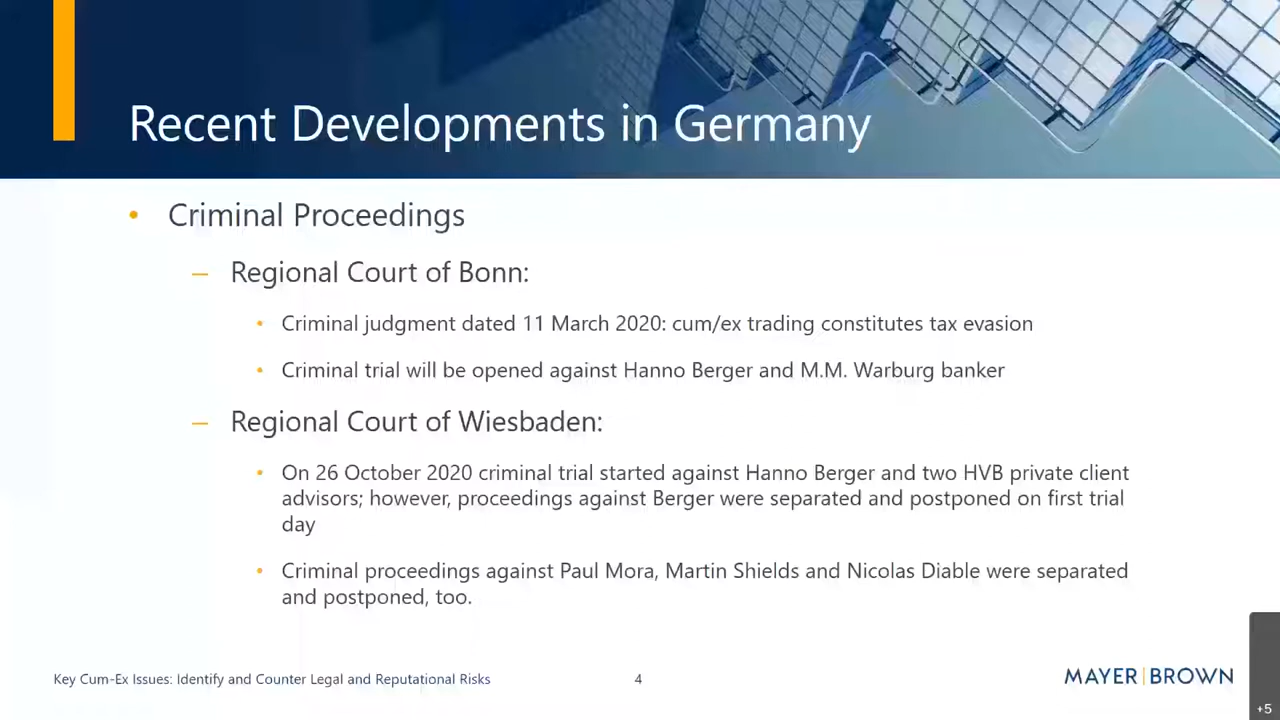 Recent Developments in Germany
• Criminal Proceedings
– Regional Court of Bonn:
• Criminal judgment dated 11 March 2020: cum/ex trading constitutes tax evasion
• Criminal trial will be opened against Hanno Berger and M.M. Warburg banker
– Regional Court of Wiesbaden:
• On 26 October 2020 criminal trial started against Hanno Berger and two HVB private client
advisors; however, proceedings against Berger were separated and postponed on first trial
day
• Criminal proceedings against Paul Mora, Martin Shields and Nicolas Diable were separated
and postponed, too.
Key Cum-Ex Issues: Identify and Counter Legal and Reputational Risks
4
MAYER | BROWN
+5